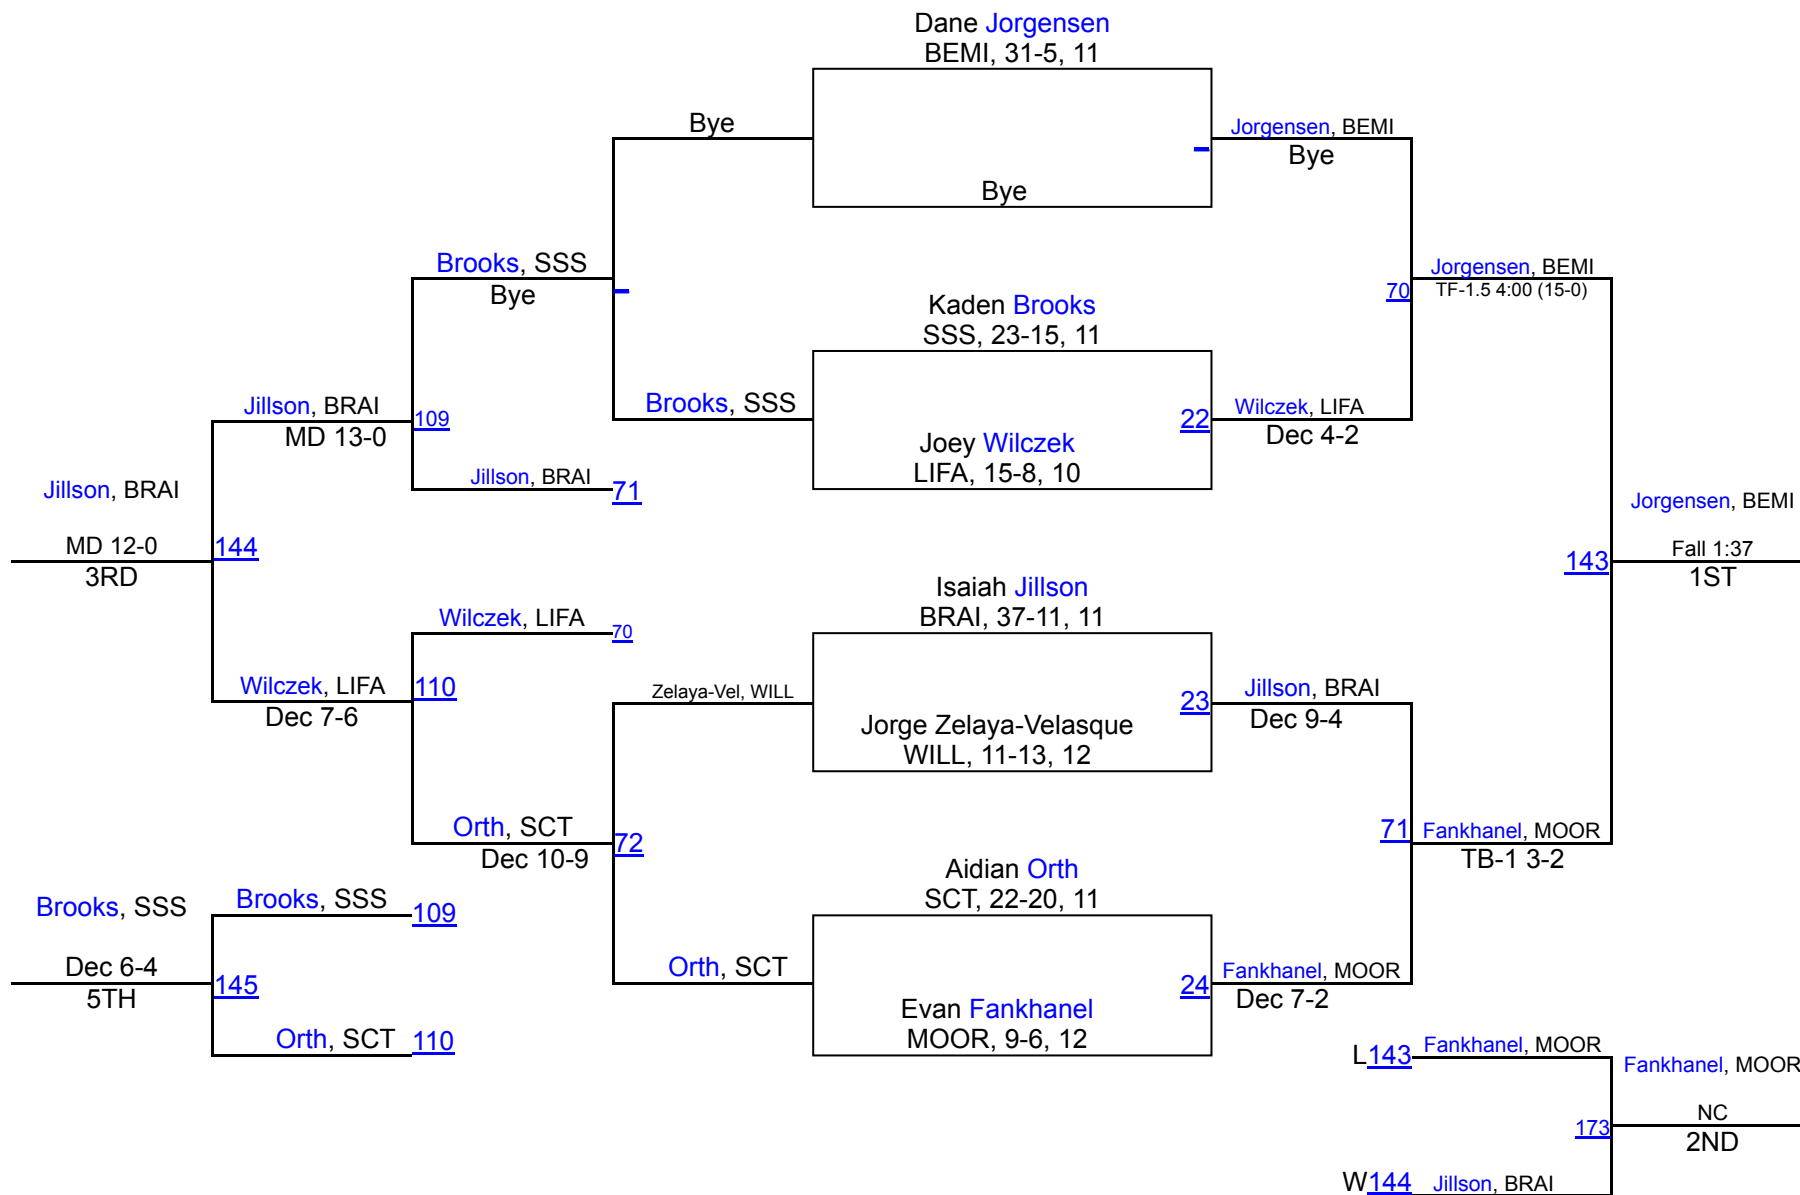 Dane Jorgensen
BEMI, 31-5, 11
Bye
Jorgensen, BEMI
Bye
Bye
Brooks, SSS
Bye
Jorgensen, BEMI
70
TF-1.5 4:00 (15-0)
Kaden Brooks
SSS, 23-15, 11
Jillson, BRAI
109
MD 13-0
Brooks, SSS
22
Wilczek, LIFA
Dec 4-2
Joey Wilczek
LIFA, 15-8, 10
Jillson, BRAI
71
Jillson, BRAI
Jorgensen, BEMI
MD 12-0
144
3RD
143
Fall 1:37
1ST
Isaiah Jillson
BRAI, 37-11, 11
Wilczek, LIFA
70
Wilczek, LIFA
110
Dec 7-6
Zelaya-Vel, WILL
23
Jillson, BRAI
Dec 9-4
Jorge Zelaya-Velasque
WILL, 11-13, 12
Orth, SCT
72
Dec 10-9
71
Fankhanel, MOOR
TB-1 3-2
Aidian Orth
SCT, 22-20, 11
Brooks, SSS
Brooks, SSS
109
Dec 6-4
145
5TH
Orth, SCT
24
Fankhanel, MOOR
Dec 7-2
Evan Fankhanel
MOOR, 9-6, 12
Orth, SCT
110
L143
Fankhanel, MOOR
Fankhanel, MOOR
NC
173
2ND
W144
Jillson, BRAI